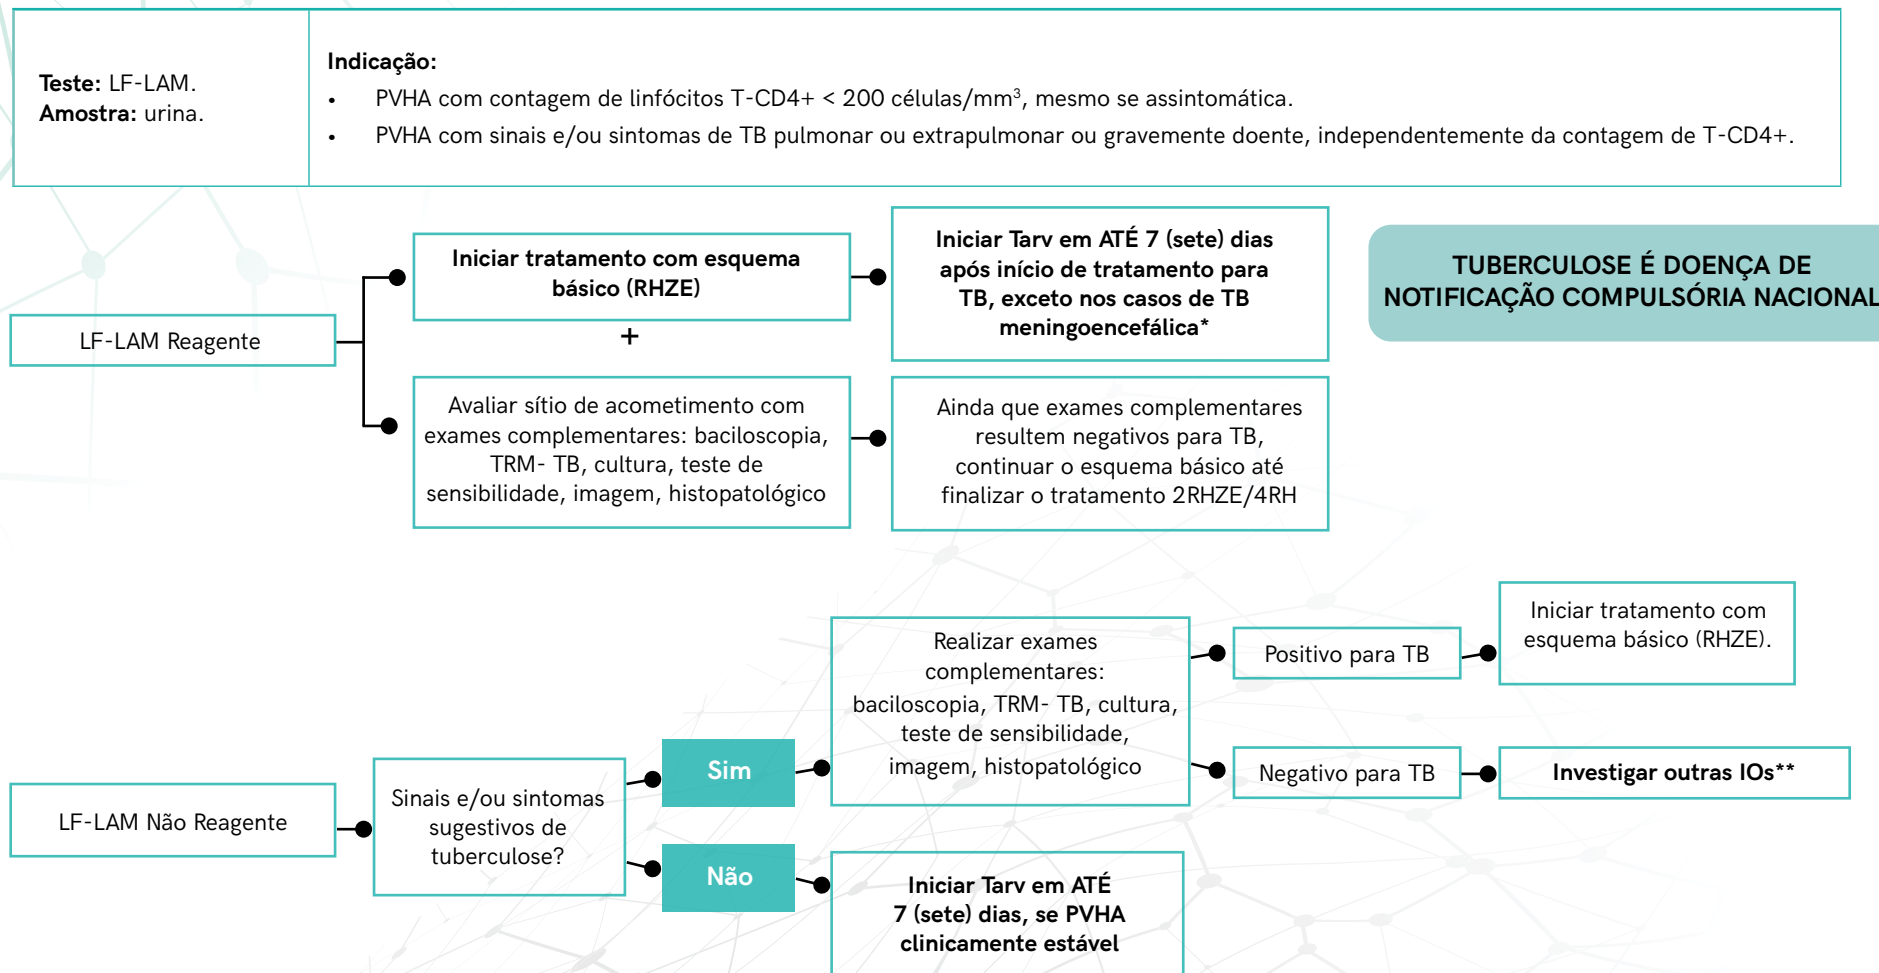 Teste: LF-LAM.
Amostra: urina.
Indicação:
• PVHA com contagem de linfócitos T-CD4+ < 200 células/mm³, mesmo se assintomática.
• PVHA com sinais e/ou sintomas de TB pulmonar ou extrapulmonar ou gravemente doente, independentemente da contagem de T-CD4+.
LF-LAM Reagente
Iniciar tratamento com esquema
básico (RHZE)
+
Avaliar sítio de acometimento com
exames complementares: baciloscopia,
TRM- TB, cultura, teste de
sensibilidade, imagem, histopatológico
Iniciar Tarv em ATÉ 7 (sete) dias
após início de tratamento para
TB, exceto nos casos de TB
meningoencefálica*
Ainda que exames complementares
resultem negativos para TB,
continuar o esquema básico até
finalizar o tratamento 2RHZE/4RH
TUBERCULOSE É DOENÇA DE
NOTIFICAÇÃO COMPULSÓRIA NACIONAL
LF-LAM Não Reagente
Sinais e/ou sintomas
sugestivos de
tuberculose?
Sim
Realizar exames
complementares:
baciloscopia, TRM- TB, cultura,
teste de sensibilidade,
imagem, histopatológico
Positivo para TB
Iniciar tratamento com
esquema básico (RHZE).
Negativo para TB
Investigar outras IOs**
Não
Iniciar Tarv em ATÉ
7 (sete) dias, se PVHA
clinicamente estável